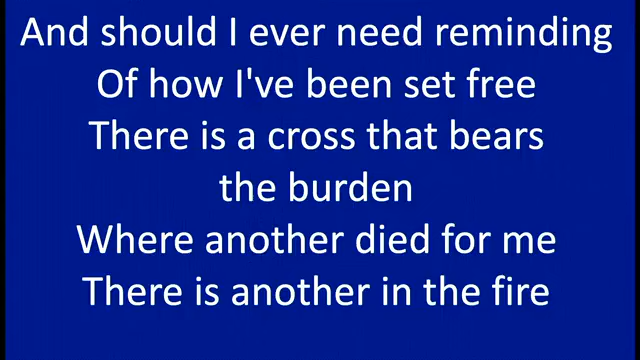 And should I ever need reminding
Of how I've been set free
There is a cross that bears
the burden
Where another died for me
There is another in the fire